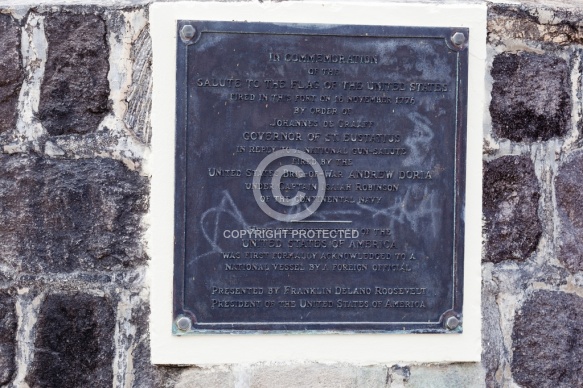 IN COMMEMORATION
OF THE
SALUTE TO THE FLAG OF THE UNITED STATES
FIRED IN THIS FORT ON 16 NOVEMBER 1776
BY ORDER OF
JOHANNES DE GRAAFF
GOVERNOR OF ST. EUSTATIUS
IN REPLY TO A NATIONAL GUN-SALUTE
FIRED BY THE
UNITED STATES BRIG-OF-WAR ANDREW DORIA
UNDER CAPTAIN ISAIAH ROBINSON
OF THE CONTINENTAL NAVY
©
COPYRIGHT PROTECTED
OF THE
UNITED STATES OF AMERICA
WAS FIRST FORMALLY ACKNOWLEDGED TO A
NATIONAL VESSEL BY A FOREIGN OFFICIAL
PRESENTED BY FRANKLIN DELANO ROOSEVELT
PRESIDENT OF THE UNITED STATES OF AMERICA